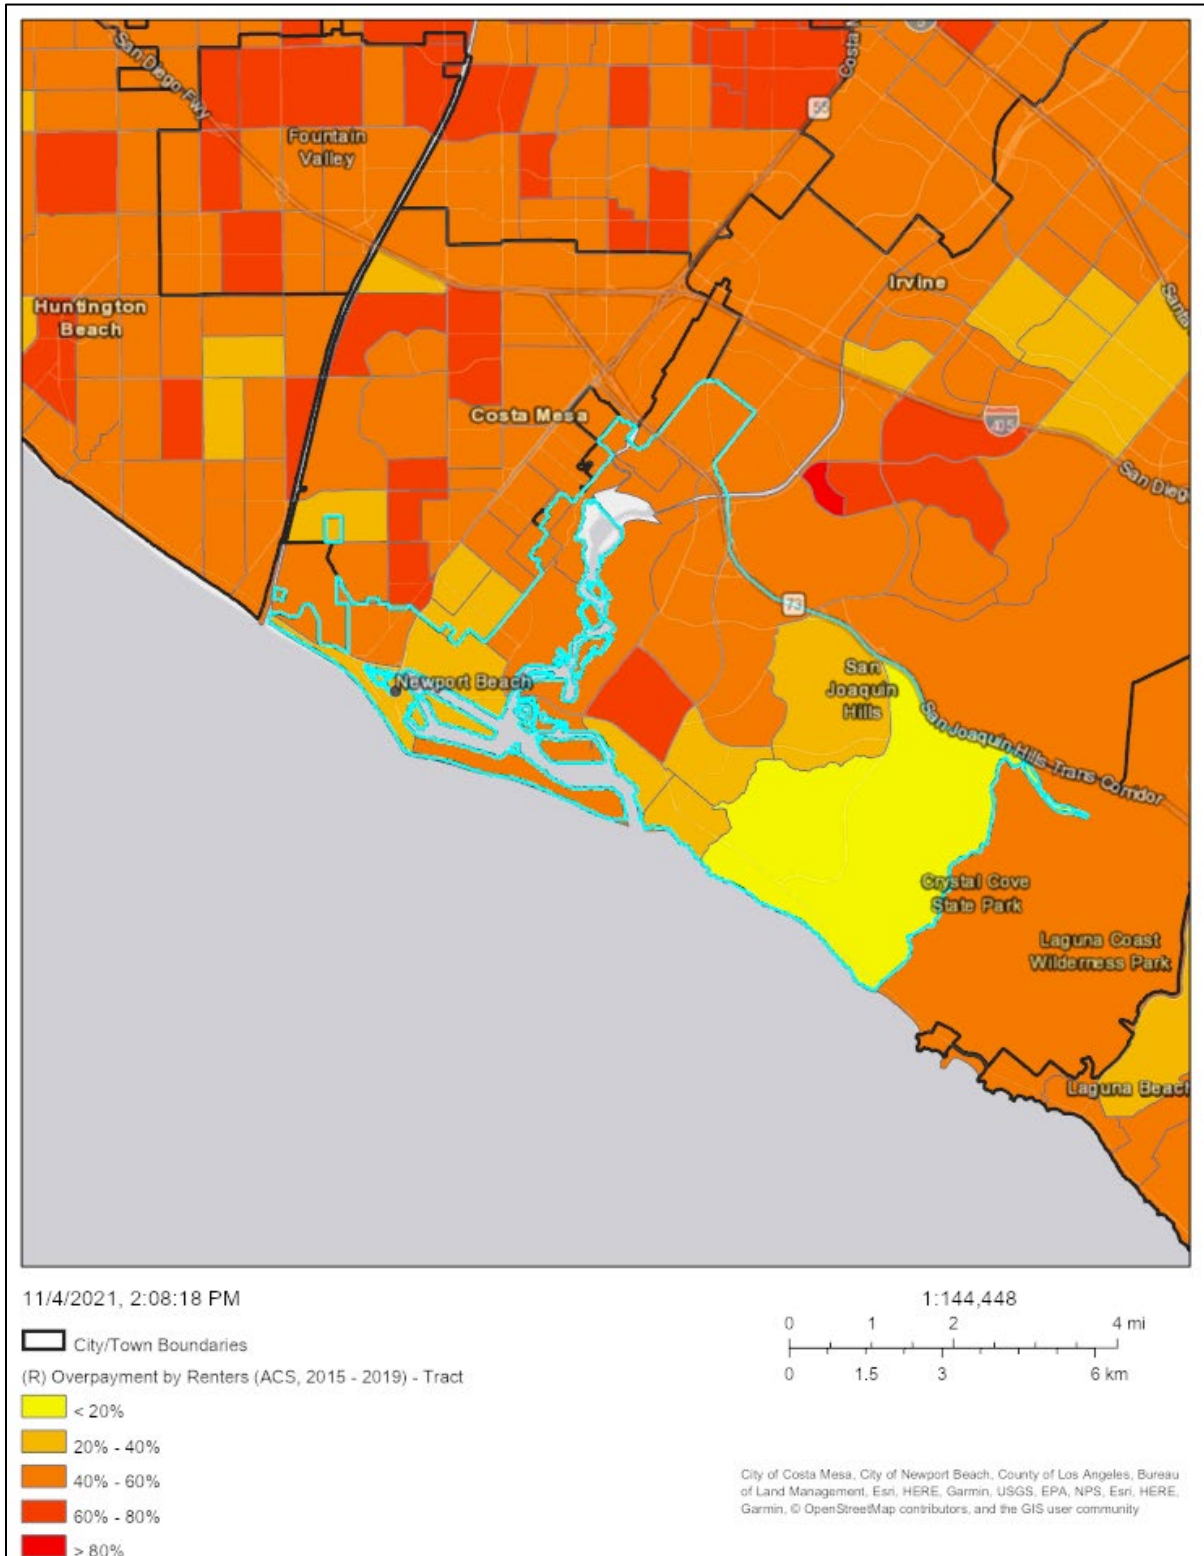 San Diego Fwy
Costa M
5
55
Fountain
Valley
Huntington
Beach
Irvine
Santa
Costa Mesa
405
San Dieg
73
San
Joaquin
Hills
Newport Beach
San Joaquin Hills Trans Corridor
Crystal Cove
State Park
Laguna Coast
Wilderness Park
Laguna Beach
11/4/2021, 2:08:18 PM
1:144,448
City/Town Boundaries
0 1 2 4 mi
0 1.5 3 6 km
(R) Overpayment by Renters (ACS, 2015 - 2019) - Tract
< 20%
20% - 40%
40% - 60%
60% - 80%
> 80%
City of Costa Mesa, City of Newport Beach, County of Los Angeles, Bureau
of Land Management, Esri, HERE, Garmin, USGS, EPA, NPS, Esri, HERE,
Garmin, © OpenStreetMap contributors, and the GIS user community